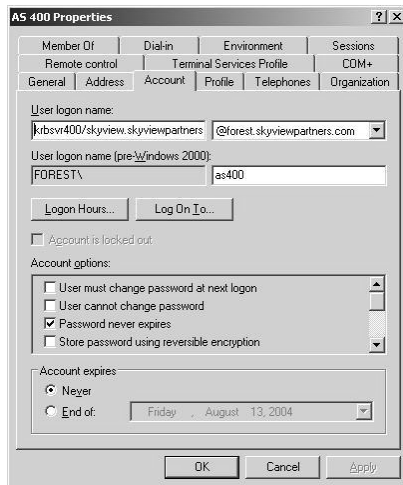 AS 400 Properties
Member Of Dial-in Environment Sessions
Remote control Terminal Services Profile COM+
General Address Account Profile Telephones Organization
User logon name:
krbsvr400/skyview.skyviewpartners @forest.skyviewpartners.com
User logon name (pre-Windows 2000):
FOREST\ as400
Logon Hours... Log On To...
Account is locked out
Account options:
User must change password at next logon
User cannot change password
Password never expires
Store password using reversible encryption
Account expires
Never
End of: Friday , August 13, 2004
OK Cancel Apply